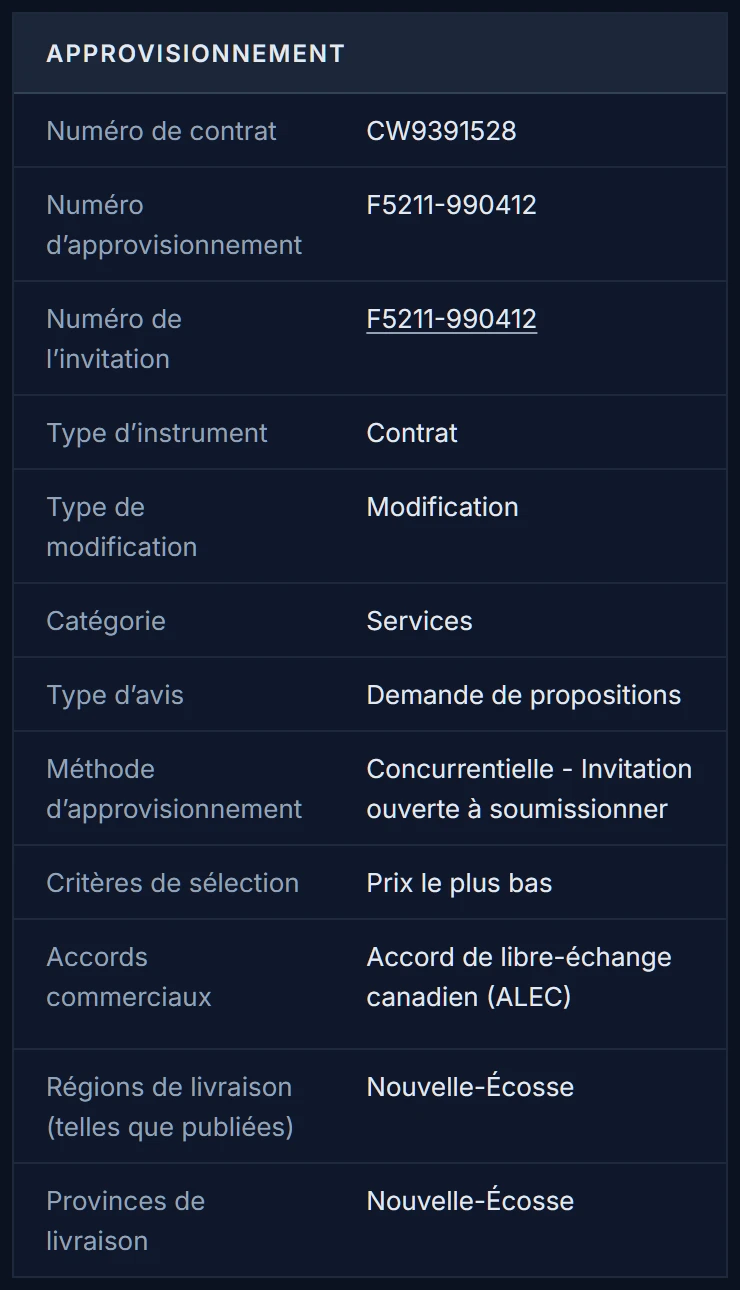 APPROVISIONNEMENT
Numéro de contrat CW9391528
Numéro F5211-990412
d’approvisionnement
Numéro de F5211-990412
l’invitation
Type d’instrument Contrat
Type de Modification
modification
Catégorie Services
Type d’avis Demande de propositions
Méthode Concurrentielle - Invitation
d’approvisionnement ouverte à soumissionner
Critères de sélection Prix le plus bas
Accords Accord de libre-échange
commerciaux canadien (ALEC)
Régions de livraison Nouvelle-Écosse
(telles que publiées)
Provinces de Nouvelle-Écosse
livraison